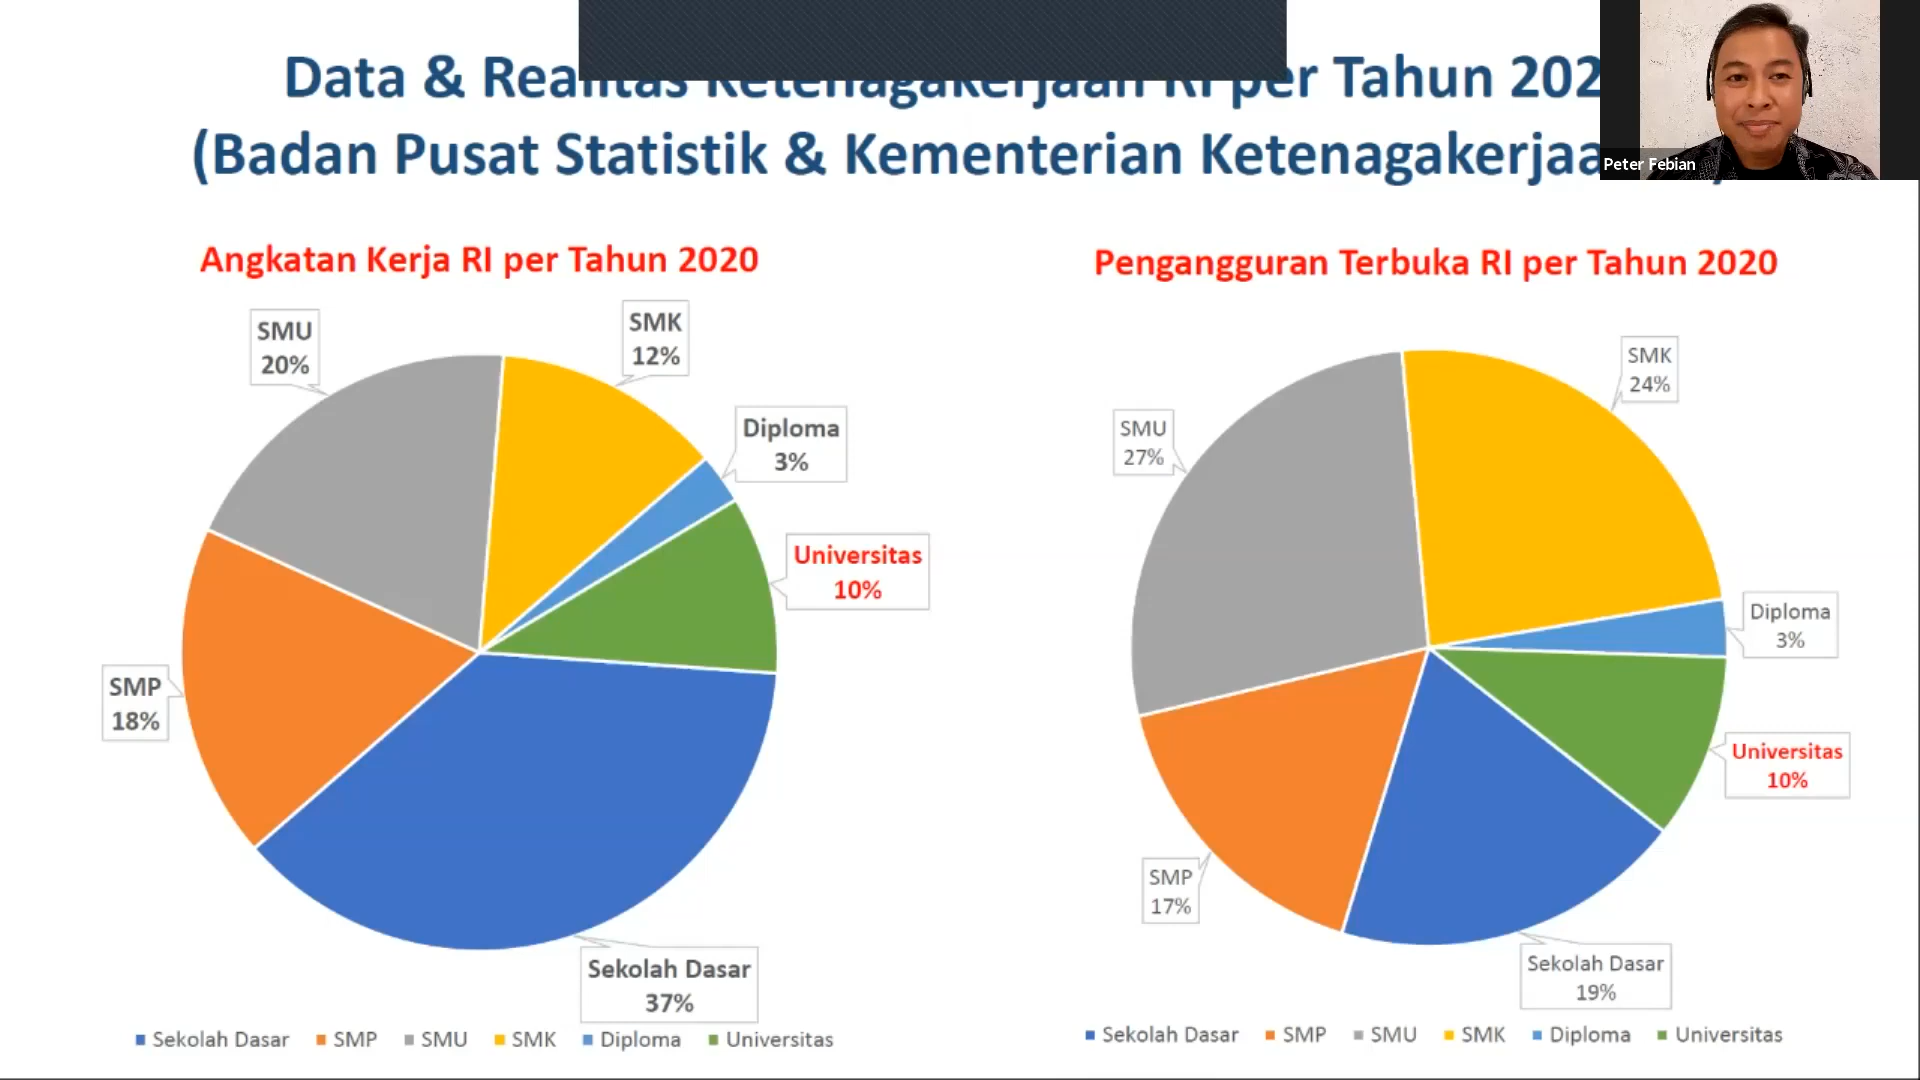 Data & Realitas Ketenagakerjaan RI per Tahun 202
(Badan Pusat Statistik & Kementerian Ketenagakerjaa
Peter Febian
Angkatan Kerja RI per Tahun 2020
SMU
20%
SMK
12%
Diploma
3%
Universitas
10%
SMP
18%
Sekolah Dasar
37%
Sekolah Dasar SMP SMU SMK Diploma Universitas
Pengangguran Terbuka RI per Tahun 2020
SMK
24%
SMU
27%
Diploma
3%
Universitas
10%
SMP
17%
Sekolah Dasar
19%
Sekolah Dasar SMP SMU SMK Diploma Universitas